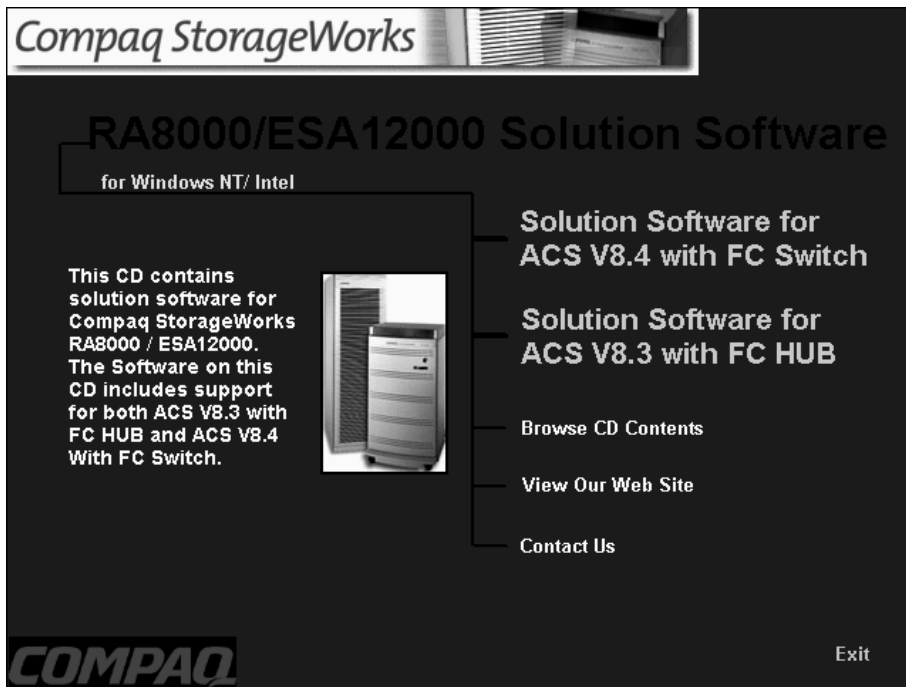 Compaq StorageWorks
RA8000/ESA12000 Solution Software
for Windows NT/ Intel
Solution Software for
ACS V8.4 with FC Switch
This CD contains
solution software for
Compaq StorageWorks
RA8000 / ESA12000.
The Software on this
CD includes support
for both ACS V8.3 with
FC HUB and ACS V8.4
With FC Switch.
Solution Software for
ACS V8.3 with FC HUB
Browse CD Contents
View Our Web Site
Contact Us
Exit
COMPAQ